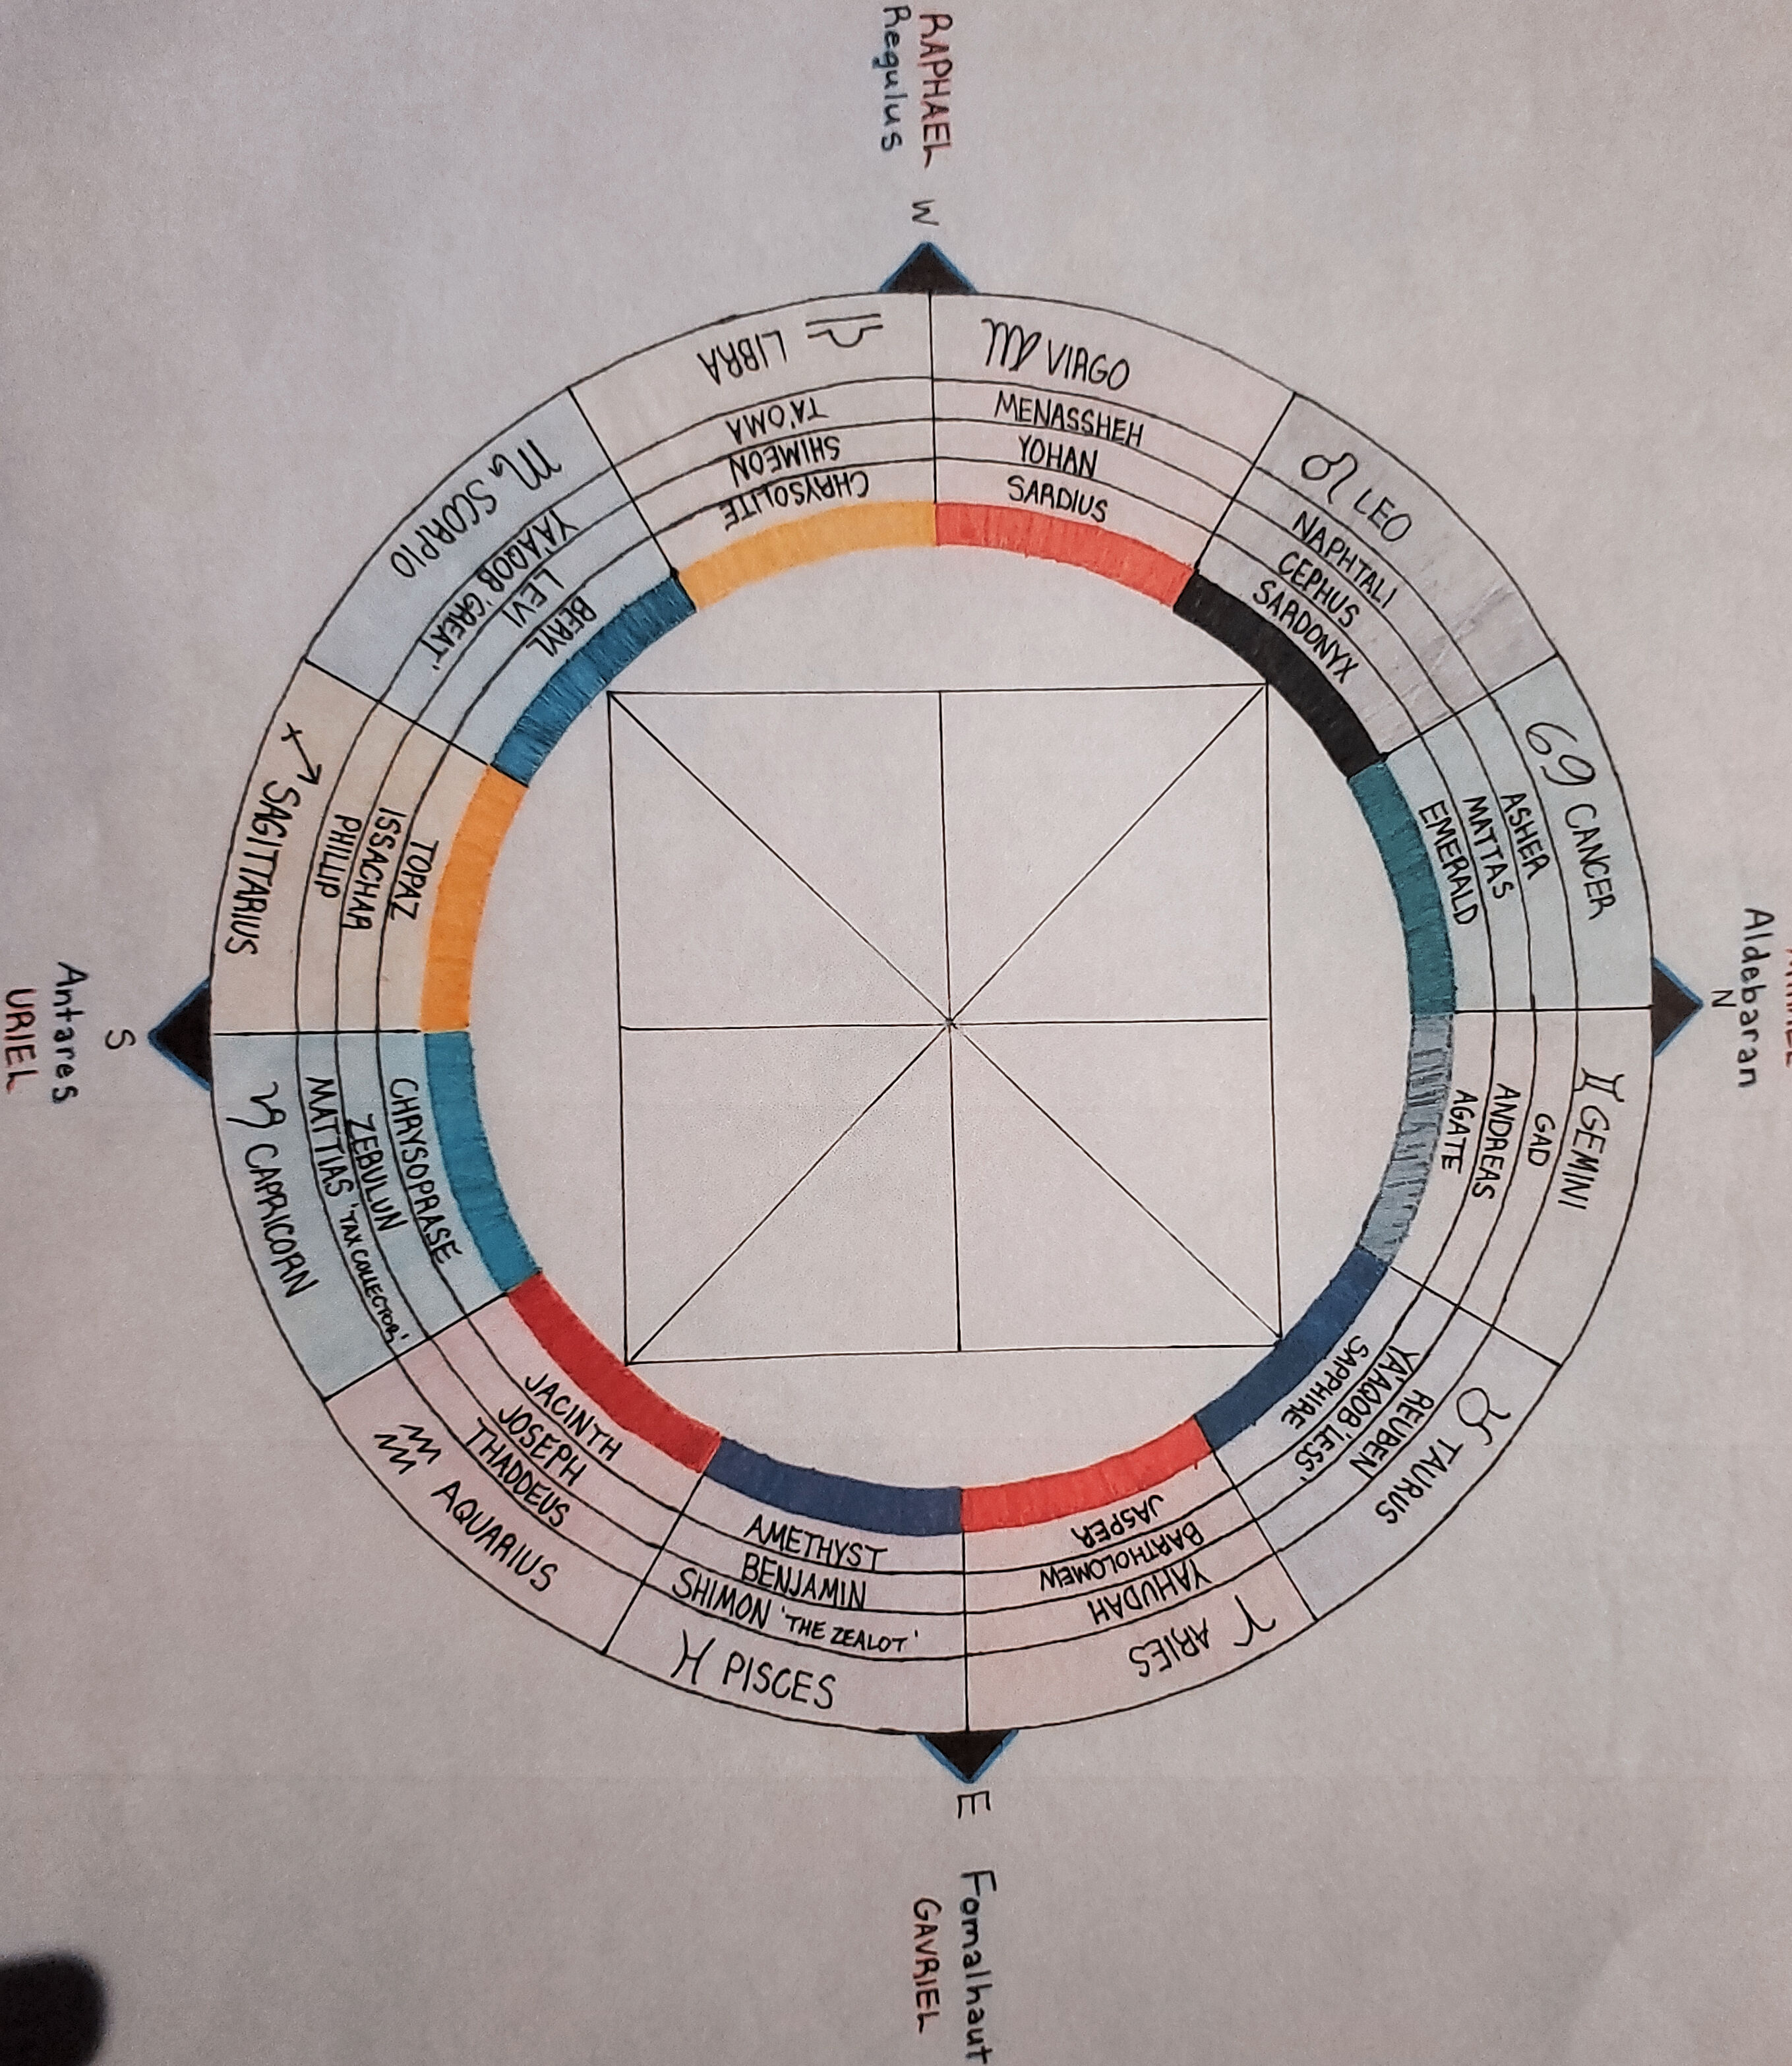 RAPHAEL
Regulus
W
♍ VIRGO
MENASSHEH
YOHAN
SARDIUS
♌ LEO
NAPHTALI
CEPHUS
SARDONYX
♋ CANCER
ASHER
MATTAS
EMERALD
Aldebaran
N
♊ GEMINI
GAD
ANDREAS
AGATE
♉ TAURUS
REUBEN
YA'AQOB 'LESS'
SAPPHIRE
♈ ARIES
YAHUDAH
BARTHOLOMEW
JASPER
E
Fomalhaut
GAVRIEL
AMETHYST
BENJAMIN
SHIMON 'THE ZEALOT'
♓ PISCES
JACINTH
JOSEPH
THADDEUS
♒ AQUARIUS
CHRYSOPRASE
ZEBULUN
MATTIAS 'TAX COLLECTOR'
♑ CAPRICORN
S
Antares
URIEL
TOPAZ
ISSACHAR
PHILLIP
♐ SAGITTARIUS
♏ SCORPIO
YA'AQOB 'GREAT'
LEVI
BERYL
♎ LIBRA
TA'OMA
SHIMEON
CHRYSOLITE